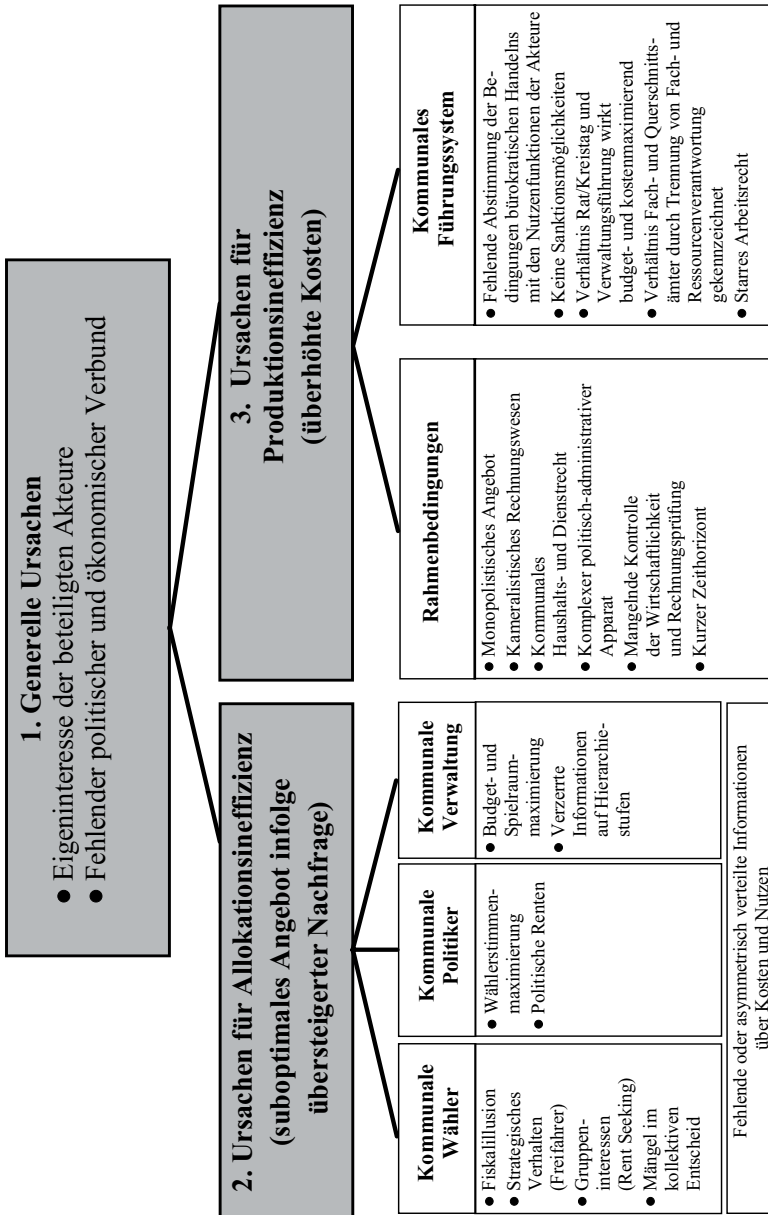 1. Generelle Ursachen
● Eigeninteresse der beteiligten Akteure
● Fehlender politischer und ökonomischer Verbund
2. Ursachen für Allokationsineffizienz
(suboptimales Angebot infolge
übersteigerter Nachfrage)
3. Ursachen für
Produktionsineffizienz
(überhöhte Kosten)
Kommunale
Wähler
● Fiskalillusion
● Strategisches
Verhalten
(Freifahrer)
● Gruppen-
interessen
(Rent Seeking)
● Mängel im
kollektiven
Entscheid
Kommunale
Politiker
● Wählerstimmen-
maximierung
● Politische Renten
Kommunale
Verwaltung
● Budget- und
Spielraum-
maximierung
● Verzerrte
Informationen
auf Hierarchie-
stufen
Fehlende oder asymmetrisch verteilte Informationen
über Kosten und Nutzen
Rahmenbedingungen
● Monopolistisches Angebot
● Kameralistisches Rechnungswesen
● Kommunales
Haushalts- und Dienstrecht
● Komplexer politisch-administrativer
Apparat
● Mangelnde Kontrolle
der Wirtschaftlichkeit
und Rechnungsprüfung
● Kurzer Zeithorizont
Kommunales
Führungssystem
● Fehlende Abstimmung der Be-
dingungen bürokratischen Handelns
mit den Nutzenfunktionen der Akteure
● Keine Sanktionsmöglichkeiten
● Verhältnis Rat/Kreistag und
Verwaltungsführung wirkt
budget- und kostenmaximierend
● Verhältnis Fach- und Querschnitts-
ämter durch Trennung von Fach- und
Ressourcenverantwortung
gekennzeichnet
● Starres Arbeitsrecht